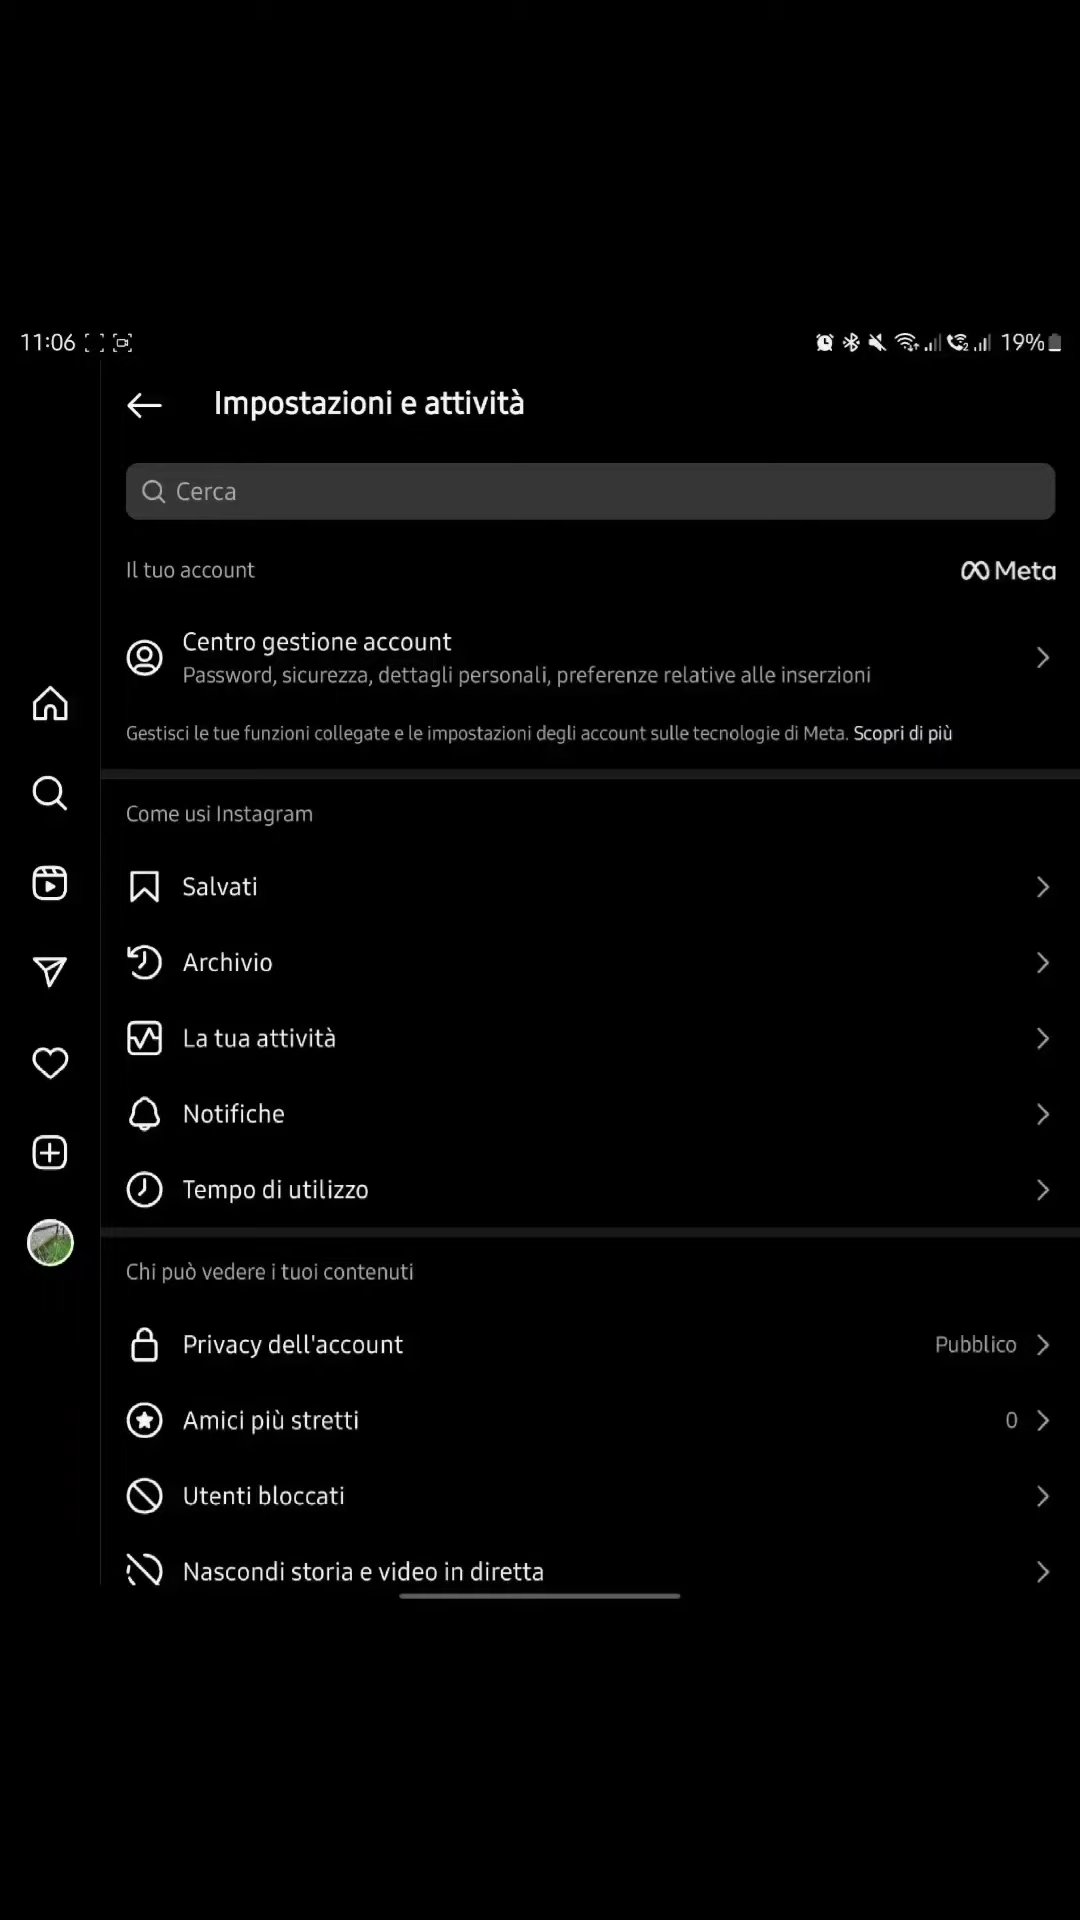 11:06 19%
Impostazioni e attività
Cerca
Il tuo account Meta
Centro gestione account
Password, sicurezza, dettagli personali, preferenze relative alle inserzioni
Gestisci le tue funzioni collegate e le impostazioni degli account sulle tecnologie di Meta. Scopri di più
Come usi Instagram
Salvati
Archivio
La tua attività
Notifiche
Tempo di utilizzo
Chi può vedere i tuoi contenuti
Privacy dell'account Pubblico
Amici più stretti 0
Utenti bloccati
Nascondi storia e video in diretta